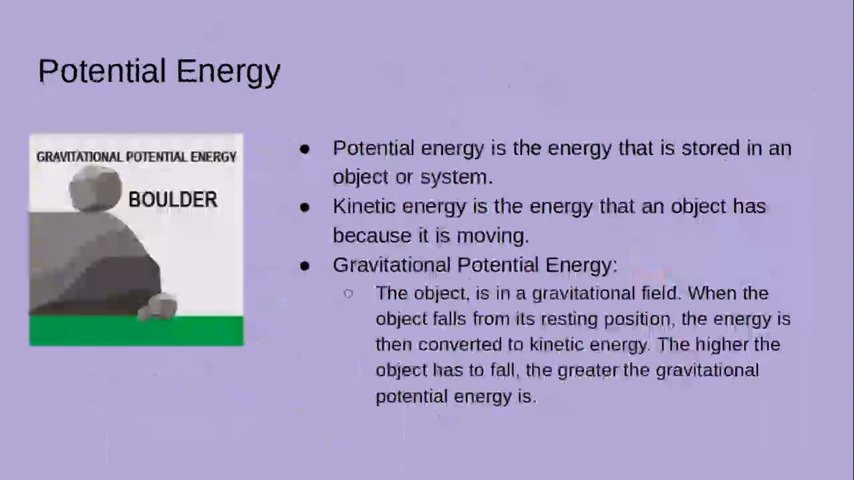 Potential Energy
GRAVITATIONAL POTENTIAL ENERGY
BOULDER
● Potential energy is the energy that is stored in an
object or system.
● Kinetic energy is the energy that an object has
because it is moving.
● Gravitational Potential Energy:
○ The object, is in a gravitational field. When the
object falls from its resting position, the energy is
then converted to kinetic energy. The higher the
object has to fall, the greater the gravitational
potential energy is.